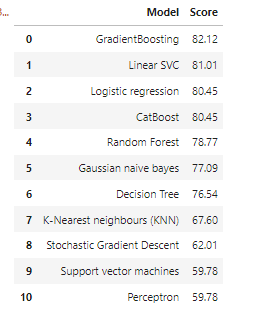 Model Score
0 GradientBoosting 82.12
1 Linear SVC 81.01
2 Logistic regression 80.45
3 CatBoost 80.45
4 Random Forest 78.77
5 Gaussian naive bayes 77.09
6 Decision Tree 76.54
7 K-Nearest neighbours (KNN) 67.60
8 Stochastic Gradient Descent 62.01
9 Support vector machines 59.78
10 Perceptron 59.78